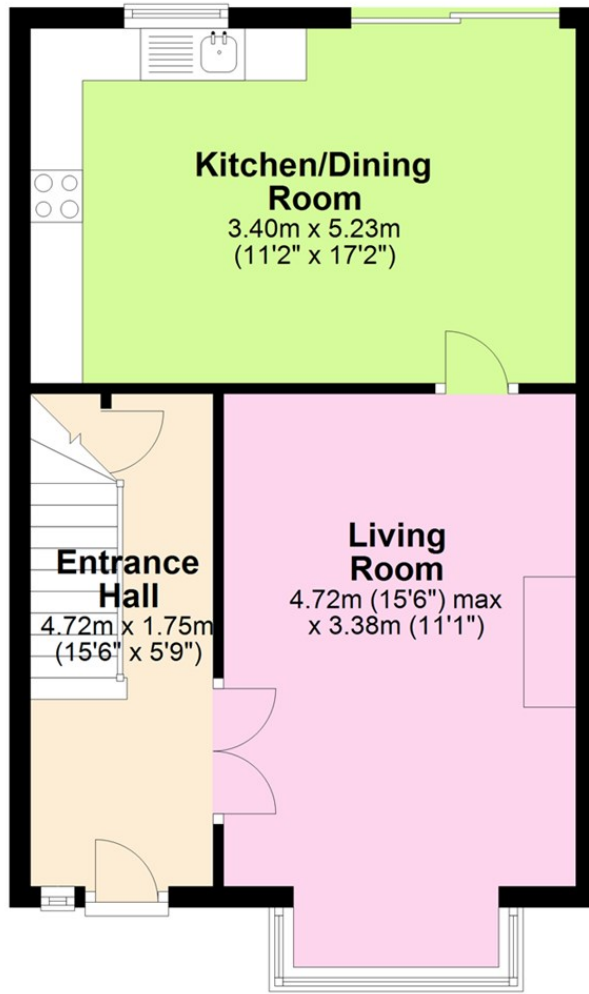 Kitchen/Dining
Room
3.40m x 5.23m
(11'2" x 17'2")
Living
Room
4.72m (15'6") max
x 3.38m (11'1")
Entrance
Hall
4.72m x 1.75m
(15'6" x 5'9")